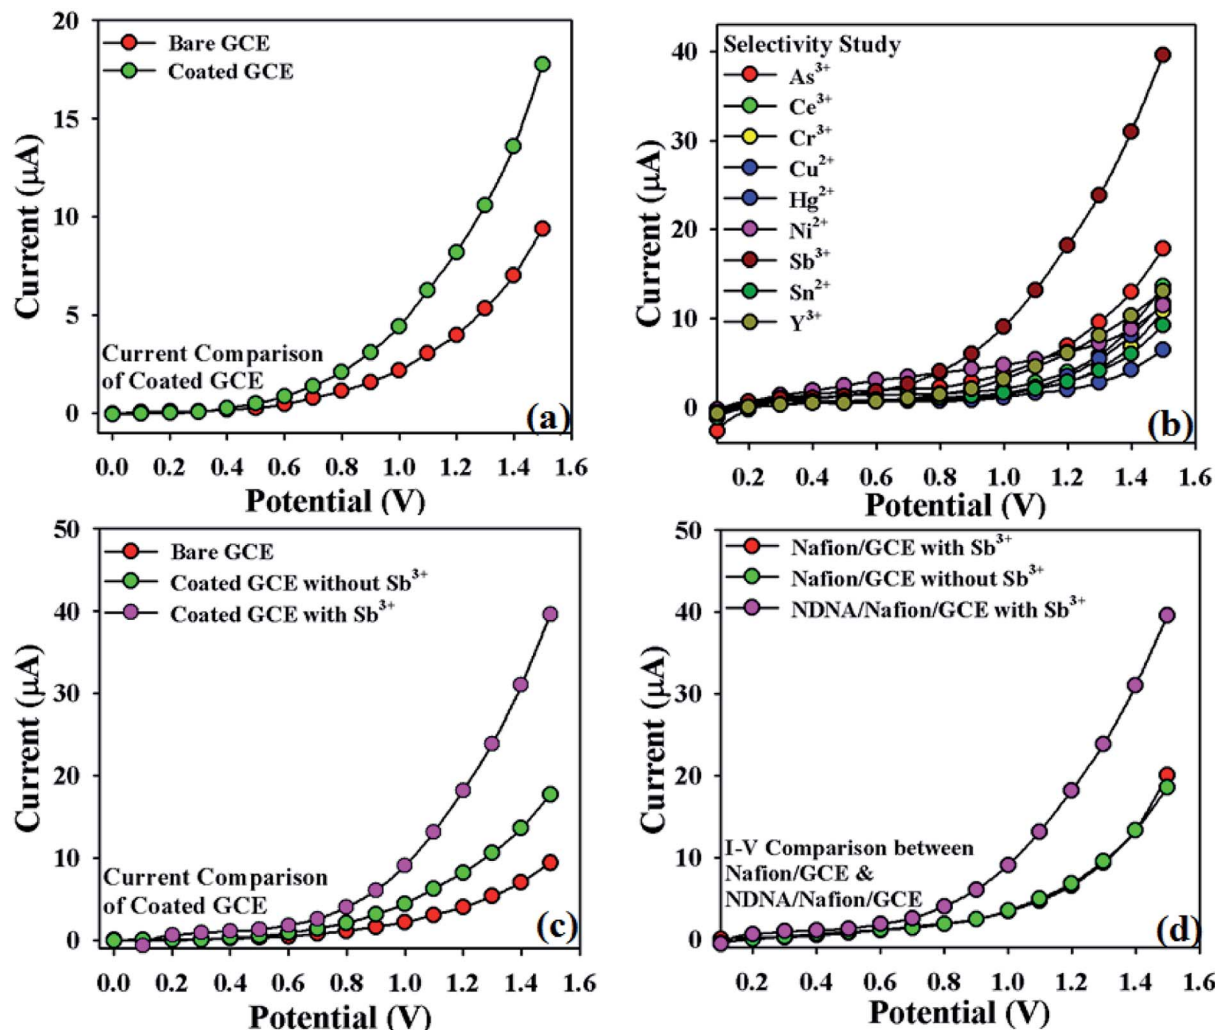 20
15
10
5
0
Current (µA)
Bare GCE
Coated GCE
Current Comparison
of Coated GCE
(a)
0.0 0.2 0.4 0.6 0.8 1.0 1.2 1.4 1.6
Potential (V)
40
30
20
10
0
Current (µA)
Selectivity Study
As³⁺
Ce³⁺
Cr³⁺
Cu²⁺
Hg²⁺
Ni²⁺
Sb³⁺
Sn²⁺
Y³⁺
(b)
0.2 0.4 0.6 0.8 1.0 1.2 1.4 1.6
Potential (V)
50
40
30
20
10
0
Current (µA)
Bare GCE
Coated GCE without Sb³⁺
Coated GCE with Sb³⁺
Current Comparison
of Coated GCE
(c)
0.0 0.2 0.4 0.6 0.8 1.0 1.2 1.4 1.6
Potential (V)
50
40
30
20
10
0
Current (µA)
Nafion/GCE with Sb³⁺
Nafion/GCE without Sb³⁺
NDNA/Nafion/GCE with Sb³⁺
I-V Comparison between
Nafion/GCE &
NDNA/Nafion/GCE
(d)
0.2 0.4 0.6 0.8 1.0 1.2 1.4 1.6
Potential (V)